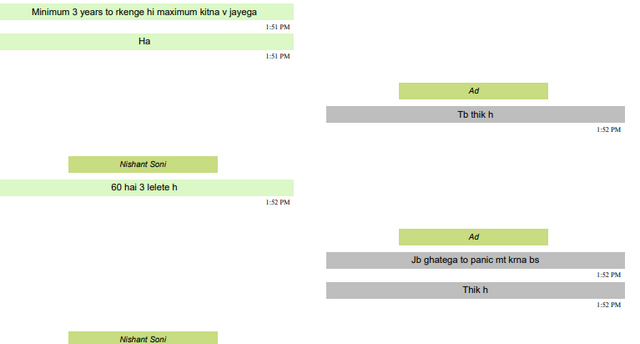 Minimum 3 years to rkenge hi maximum kitna v jayega
1:51 PM
Ha
1:51 PM
Ad
Tb thik h
1:52 PM
Nishant Soni
60 hai 3 lelete h
1:52 PM
Ad
Jb ghatega to panic mt krna bs
1:52 PM
Thik h
1:52 PM
Nishant Soni